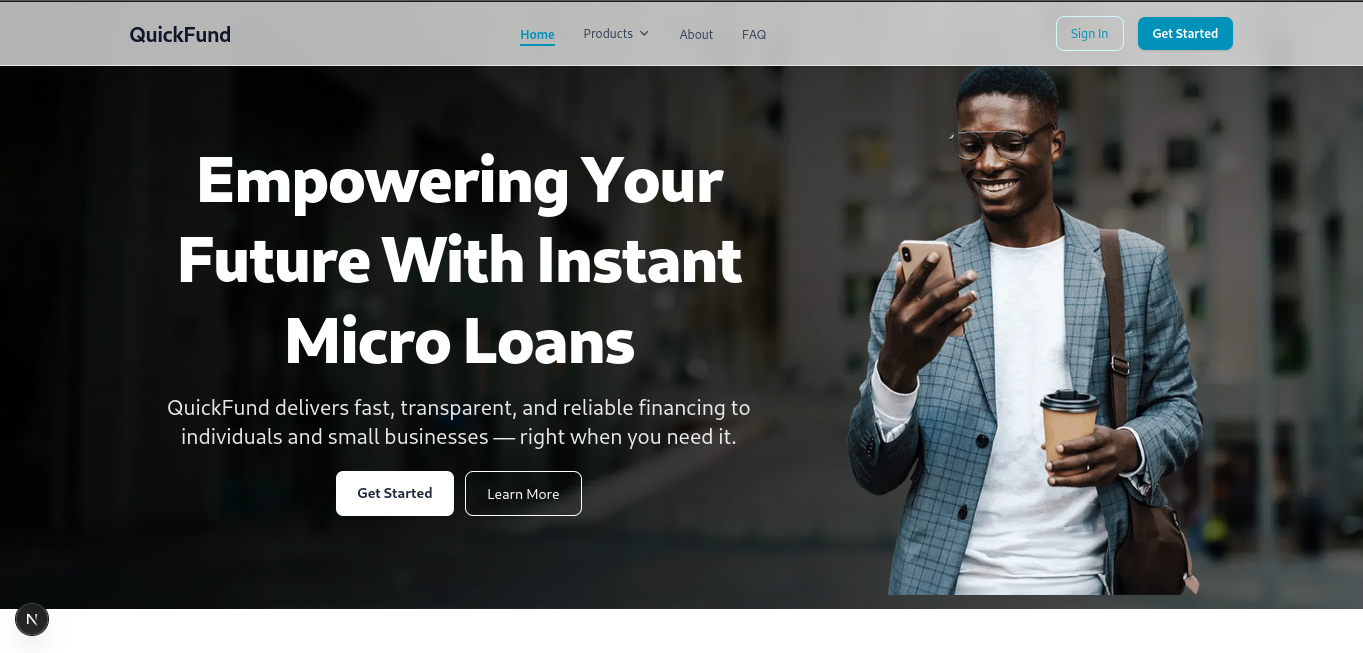 QuickFund
Home
Products
About
FAQ
Sign In
Get Started
Empowering Your
Future With Instant
Micro Loans
QuickFund delivers fast, transparent, and reliable financing to
individuals and small businesses — right when you need it.
Get Started
Learn More
N